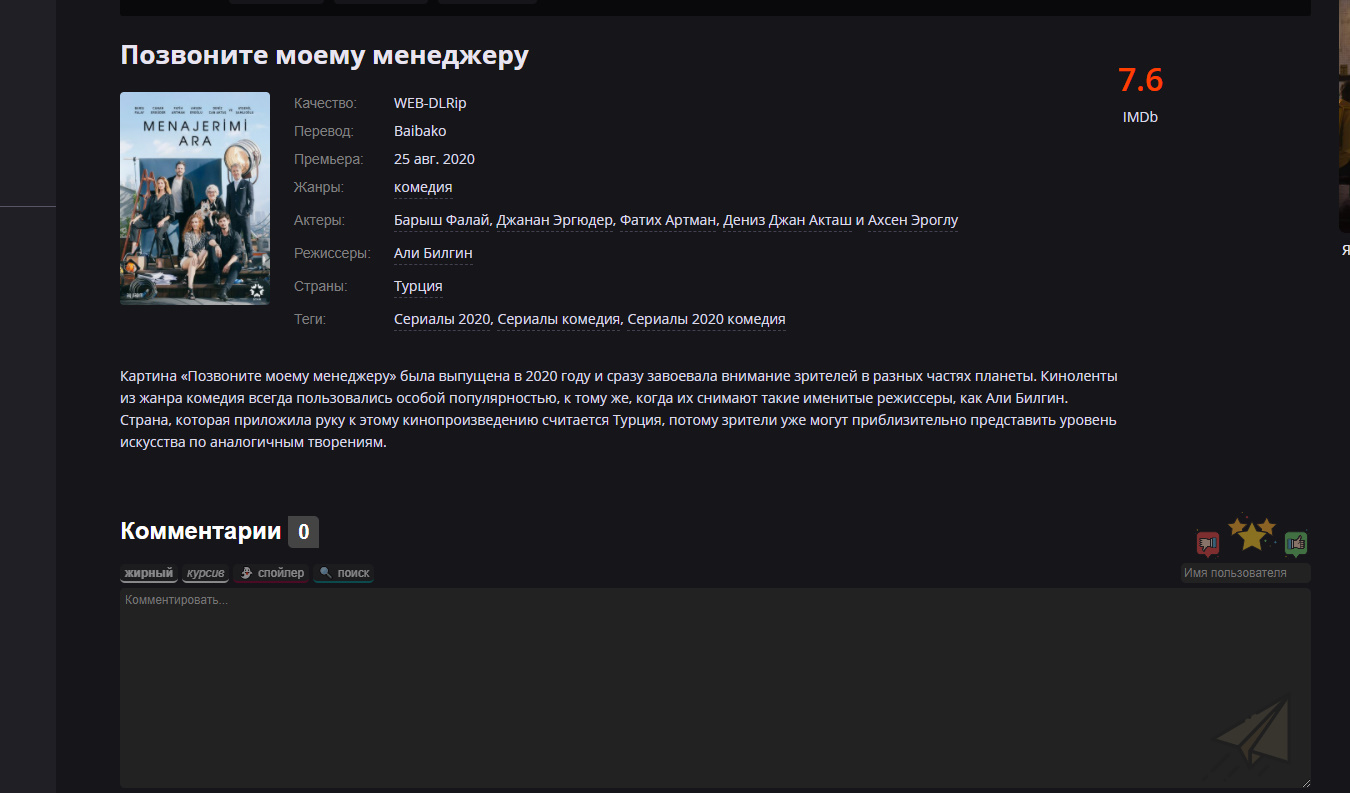 Позвоните моему менеджеру
7.6
IMDb
MENAJERİMİ
ARA
Качество: WEB-DLRip
Перевод: Baibako
Премьера: 25 авг. 2020
Жанры: комедия
Актеры: Барыш Фалай, Джанан Эргюдер, Фатих Артман, Дениз Джан Акташ и Ахсен Эроглу
Режиссеры: Али Билгин
Страны: Турция
Теги: Сериалы 2020, Сериалы комедия, Сериалы 2020 комедия
Я
Картина «Позвоните моему менеджеру» была выпущена в 2020 году и сразу завоевала внимание зрителей в разных частях планеты. Киноленты
из жанра комедия всегда пользовались особой популярностью, к тому же, когда их снимают такие именитые режиссеры, как Али Билгин.
Страна, которая приложила руку к этому кинопроизведению считается Турция, потому зрители уже могут приблизительно представить уровень
искусства по аналогичным творениям.
Комментарии 0
жирный курсив спойлер поиск
Имя пользователя
Комментировать...